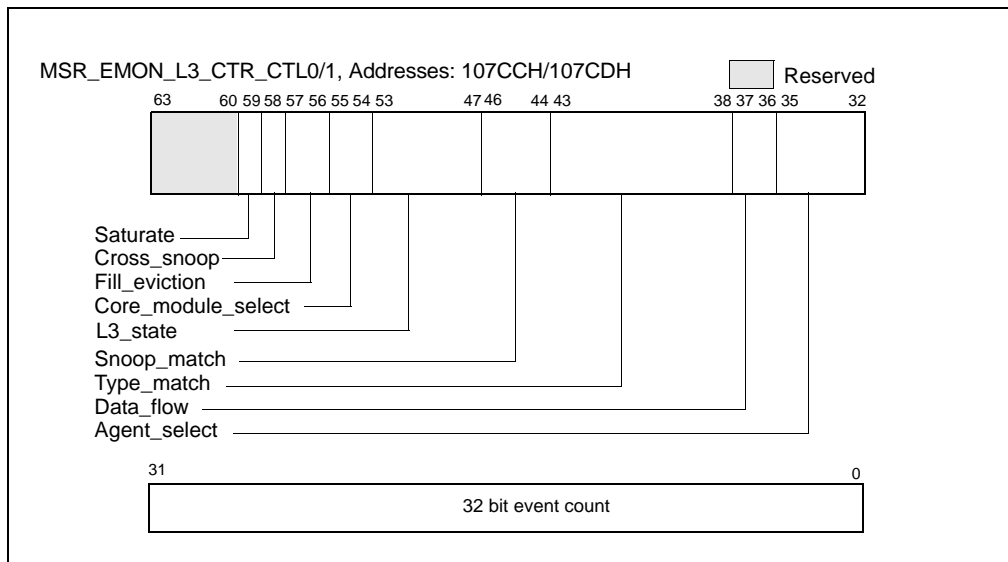 MSR_EMON_L3_CTR_CTL0/1, Addresses: 107CCH/107CDH
Reserved
63 60 59 58 57 56 55 54 53 47 46 44 43 38 37 36 35 32
Saturate
Cross_snoop
Fill_eviction
Core_module_select
L3_state
Snoop_match
Type_match
Data_flow
Agent_select
31 0
32 bit event count